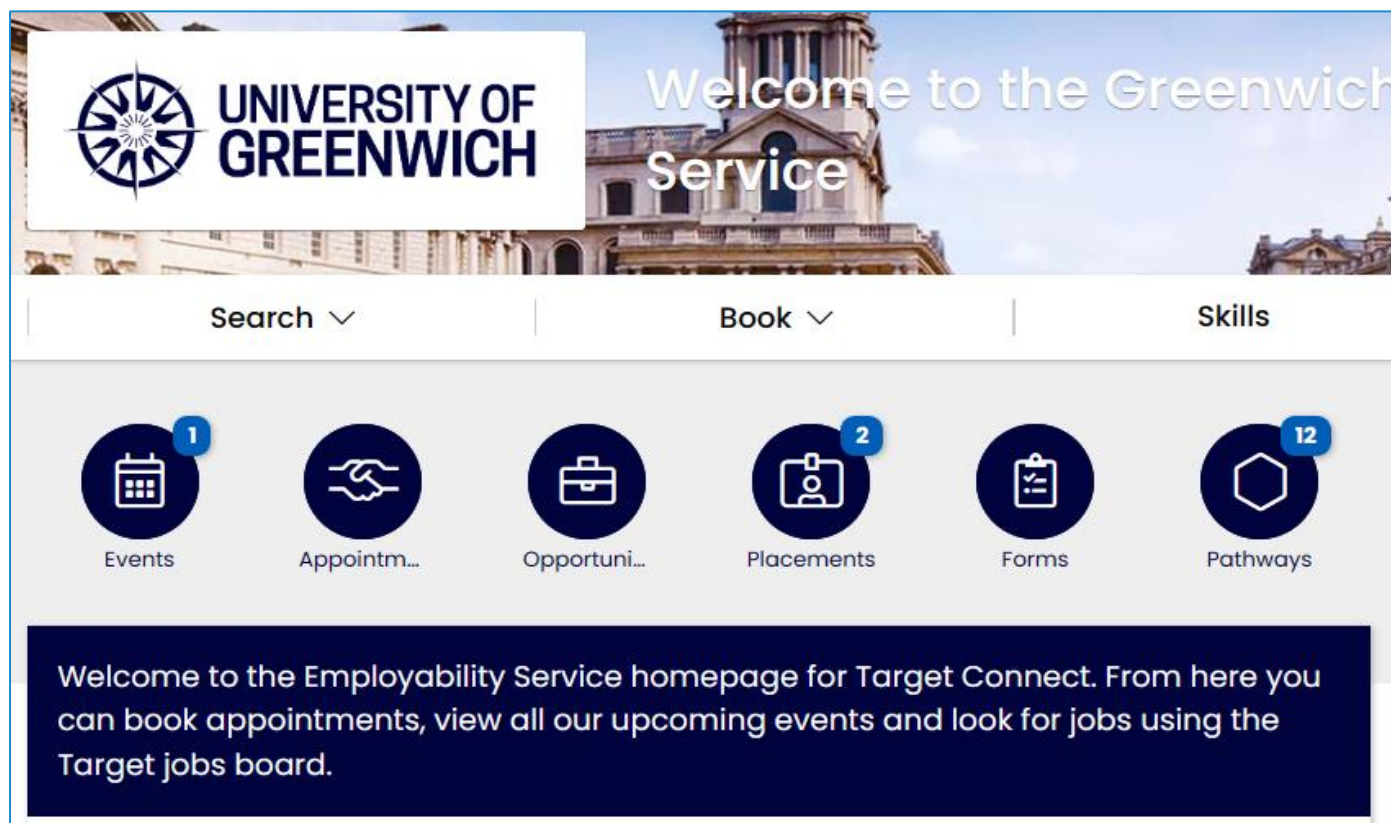 UNIVERSITY OF
GREENWICH
Welcome to the Greenwich
Service
Search
Book
Skills
1
2
12
Events
Appointm...
Opportuni...
Placements
Forms
Pathways
Welcome to the Employability Service homepage for Target Connect. From here you
can book appointments, view all our upcoming events and look for jobs using the
Target jobs board.